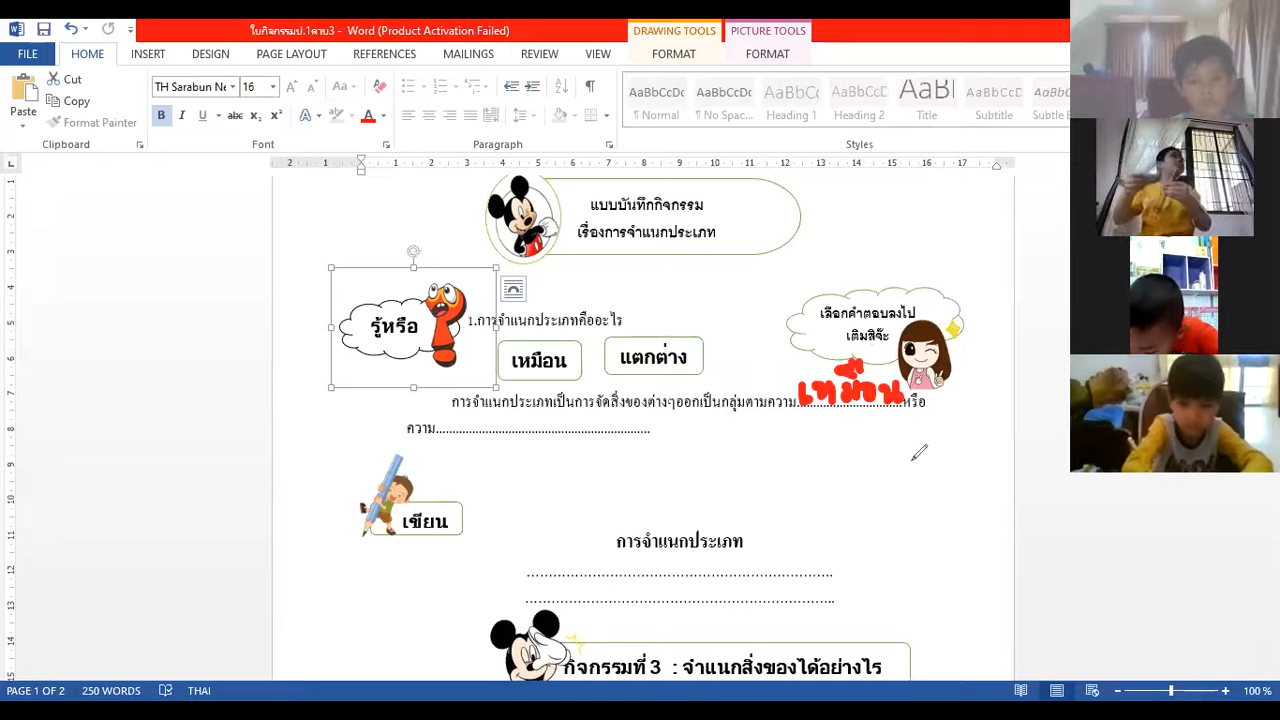 ใบกิจกรรมป.1คาบ3 - Word (Product Activation Failed)
DRAWING TOOLS
PICTURE TOOLS
FILE
HOME
INSERT
DESIGN
PAGE LAYOUT
REFERENCES
MAILINGS
REVIEW
VIEW
FORMAT
FORMAT
Paste
Cut
Copy
Format Painter
Clipboard
TH Sarabun Ne
16
Font
Paragraph
AaBbCcDc
AaBbCcDc
AaBbCcDc
AaBbCcDc
AaBl
AaBbCcDc
AaBbCcDc
¶ Normal
¶ No Spac...
Heading 1
Heading 2
Title
Subtitle
Subtle E
Styles
แบบบันทึกกิจกรรม
เรื่องการจำแนกประเภท
รู้หรือ
1.การจำแนกประเภทคืออะไร
เหมือน
แตกต่าง
เลือกคำตอบลงไป
เติมสิจ๊ะ
เหมือน
การจำแนกประเภทเป็นการจัดสิ่งของต่างๆออกเป็นกลุ่มตามความ..............................หรือ
ความ.................................................................
เขียน
การจำแนกประเภท
……………………………………………………………….
………………………………………………………………..
กิจกรรมที่ 3 : จำแนกสิ่งของได้อย่างไร
PAGE 1 OF 2
250 WORDS
THAI
100 %